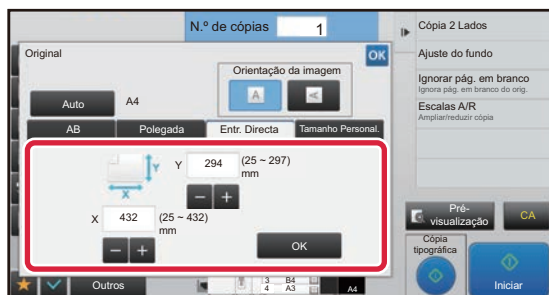 N.º de cópias 1
Original
OK
Orientação da imagem
A A
Auto A4
AB Polegada Entr. Directa Tamanho Personal.
Y 294 (25 ~ 297)
mm
Y
X
X 432 (25 ~ 432)
mm
OK
Outros
3 B4
4 A3
A4
Cópia 2 Lados
Ajuste do fundo
Ignorar pág. em branco
Ignora pág. em branco do orig.
Escalas A/R
Ampliar/reduzir cópia
Pré-
visualização
CA
Cópia
tipográfica
Iniciar